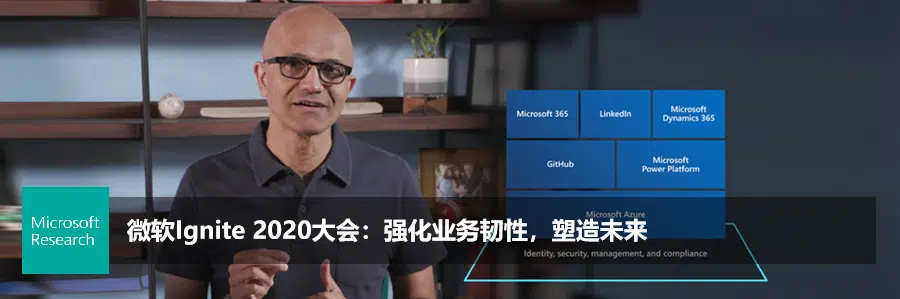 Microsoft 365
LinkedIn
Microsoft
Dynamics 365
GitHub
Microsoft
Power Platform
Microsoft Azure
Identity, security, management, and compliance
Microsoft
Research
微软Ignite 2020大会：强化业务韧性，塑造未来